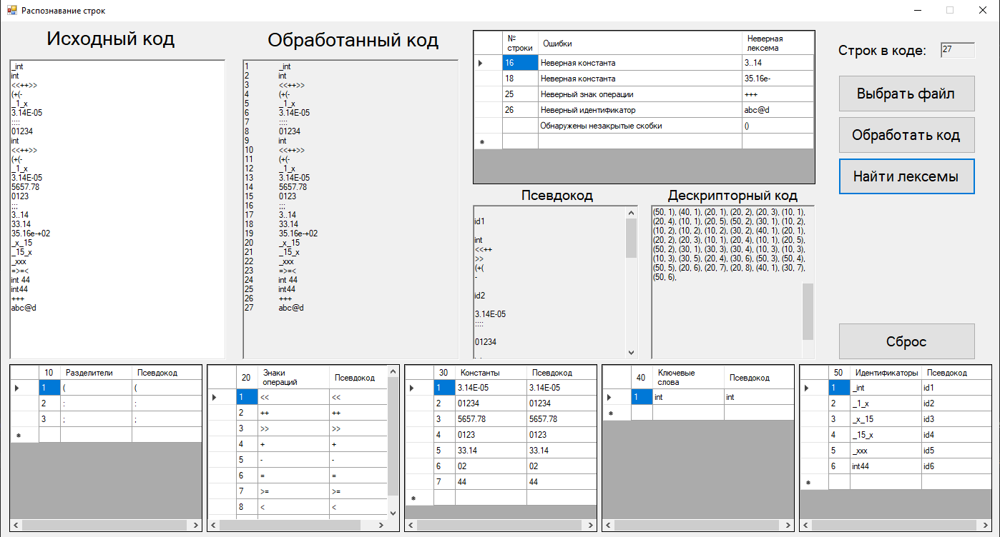 Распознавание строк
Исходный код
_int
int
<<++>>
(+(-
_1_x
3.14E-05
::::
01234
int
<<++>>
(+(-
_1_x
3.14E-05
5657.78
0123
;;;
3..14
33.14
35.16e-+02
_x_15
_15_x
_xxx
=>=<
int 44
int44
+++
abc@d
Обработанный код
1 _int
2 int
3 <<++>>
4 (+(-
5 _1_x
6 3.14E-05
7 ::::
8 01234
9 int
10 <<++>>
11 (+(-
12 _1_x
13 3.14E-05
14 5657.78
15 0123
16 ;;;
17 3..14
18 33.14
19 35.16e-+02
20 _x_15
21 _15_x
22 _xxx
23 =>=<
24 int 44
25 int44
26 +++
27 abc@d
№ строки Ошибки Неверная лексема
16 Неверная константа 3..14
18 Неверная константа 35.16e-
25 Неверный знак операции +++
26 Неверный идентификатор abc@d
Обнаружены незакрытые скобки ()
Строк в коде: 27
Выбрать файл
Обработать код
Найти лексемы
Сброс
Псевдокод
id1
int
<<++
>>
(+(
-
id2
3.14E-05
::::
01234
Дескрипторный код
(50, 1), (40, 1), (20, 1), (20, 2), (20, 3), (10, 1),
(20, 4), (10, 1), (20, 5), (50, 2), (30, 1), (10, 2),
(10, 2), (10, 2), (10, 2), (30, 2), (40, 1), (20, 1),
(20, 2), (20, 3), (10, 1), (20, 4), (10, 1), (20, 5),
(50, 2), (30, 1), (30, 3), (30, 4), (10, 3), (10, 3),
(10, 3), (30, 5), (20, 4), (30, 6), (50, 3), (50, 4),
(50, 5), (20, 6), (20, 7), (20, 8), (40, 1), (30, 7),
(50, 6),
10 Разделители Псевдокод
1 ( (
2 : :
3 ; ;
20 Знаки операций Псевдокод
1 << <<
2 ++ ++
3 >> >>
4 + +
5 - -
6 = =
7 >= >=
8 < <
30 Константы Псевдокод
1 3.14E-05 3.14E-05
2 01234 01234
3 5657.78 5657.78
4 0123 0123
5 33.14 33.14
6 02 02
7 44 44
40 Ключевые слова Псевдокод
1 int int
50 Идентификаторы Псевдокод
1 _int id1
2 _1_x id2
3 _x_15 id3
4 _15_x id4
5 _xxx id5
6 int44 id6